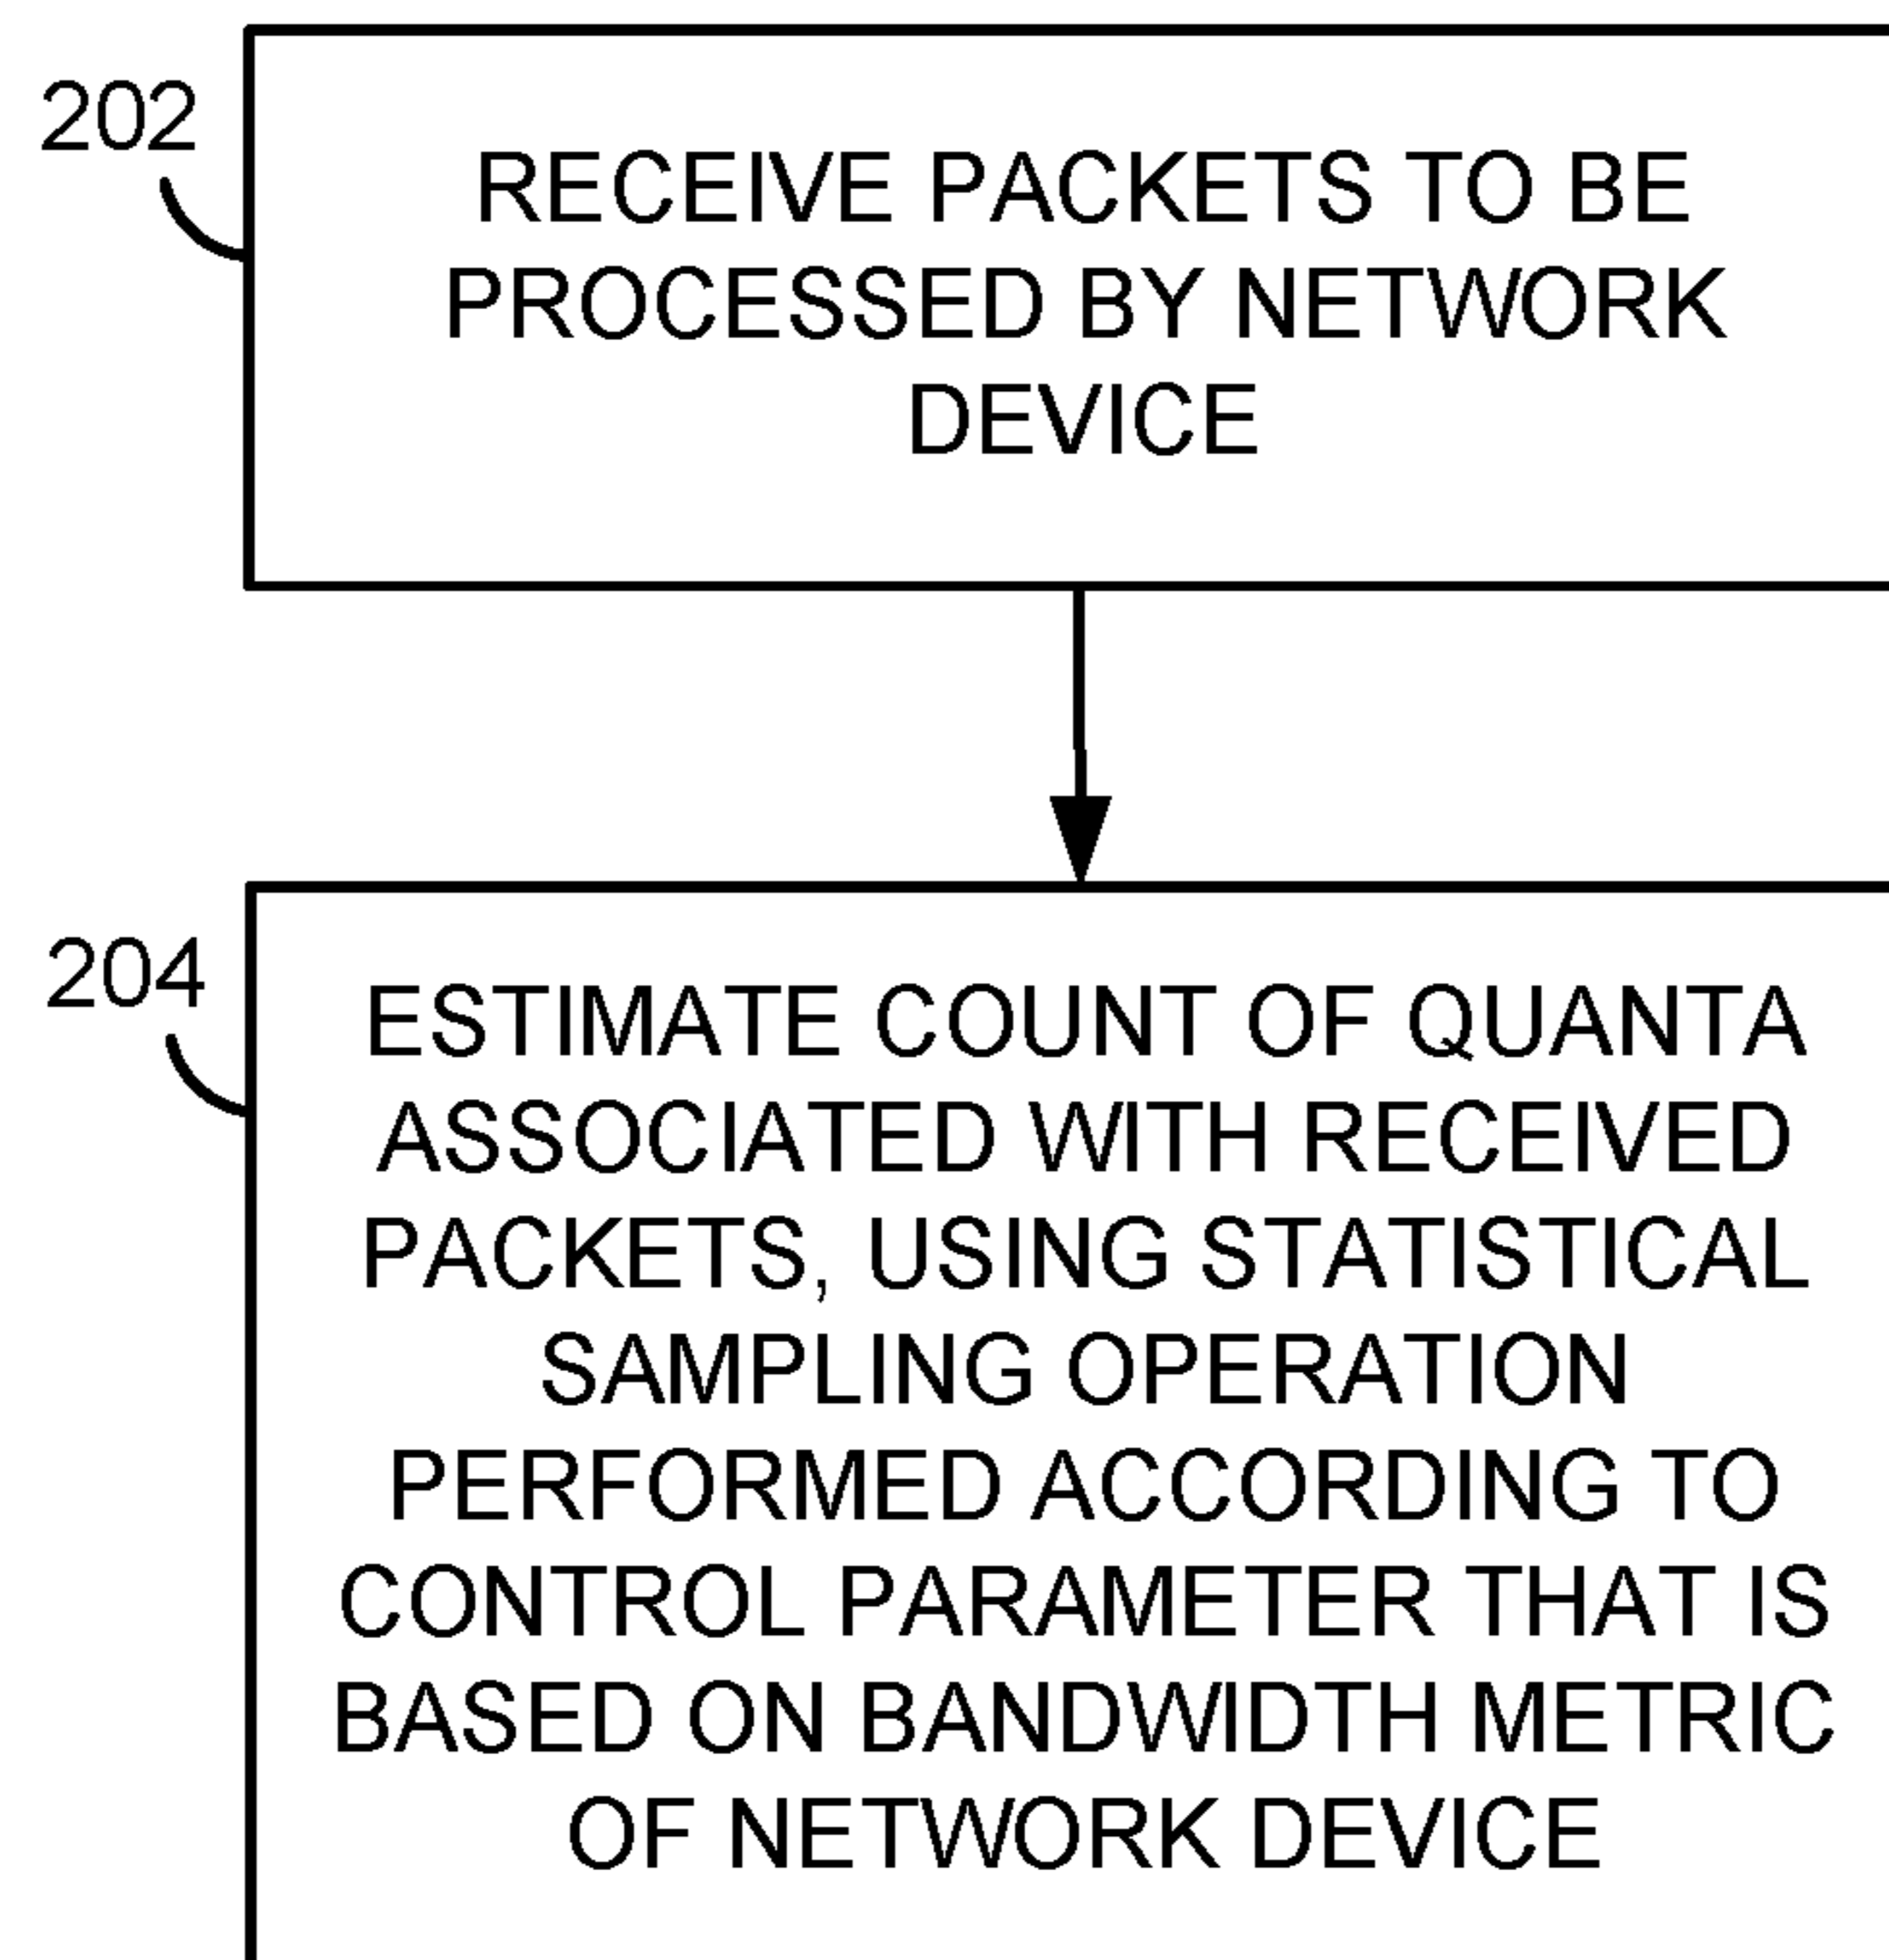 202
RECEIVE PACKETS TO BE
PROCESSED BY NETWORK
DEVICE
204
ESTIMATE COUNT OF QUANTA
ASSOCIATED WITH RECEIVED
PACKETS, USING STATISTICAL
SAMPLING OPERATION
PERFORMED ACCORDING TO
CONTROL PARAMETER THAT IS
BASED ON BANDWIDTH METRIC
OF NETWORK DEVICE